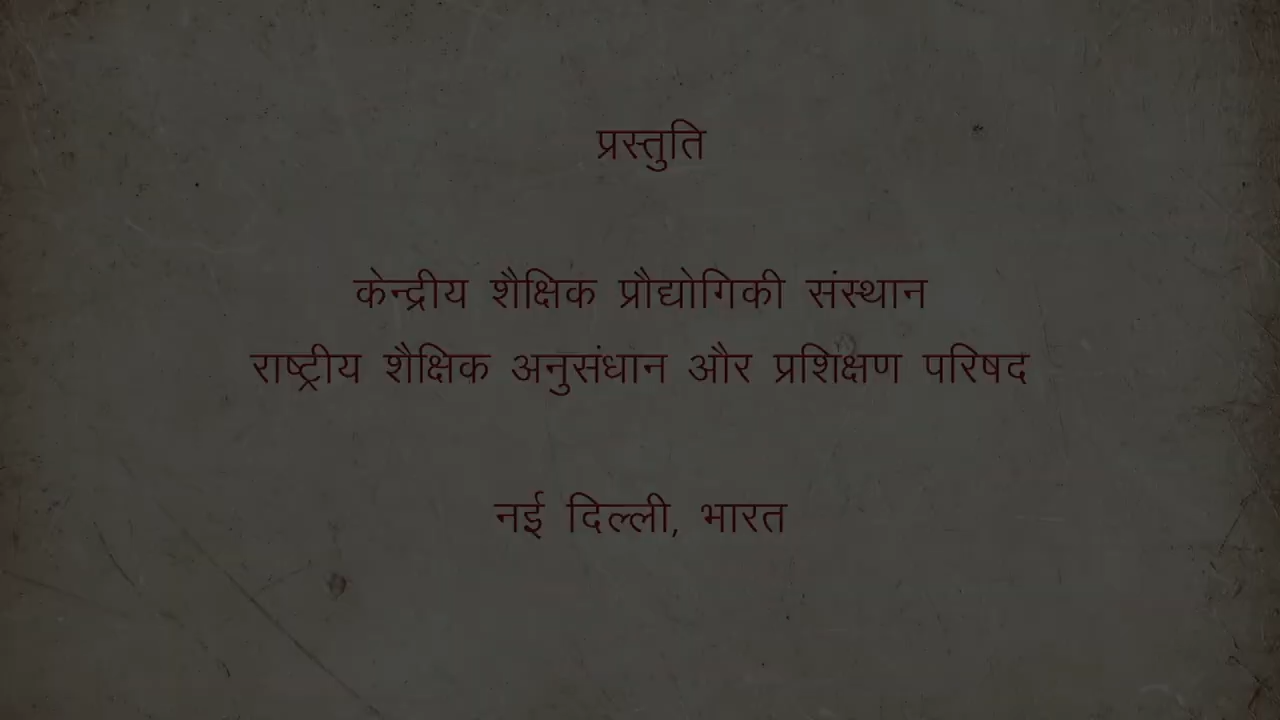 प्रस्तुति
केन्द्रीय शैक्षिक प्रौद्योगिकी संस्थान
राष्ट्रीय शैक्षिक अनुसंधान और प्रशिक्षण परिषद
नई दिल्ली, भारत